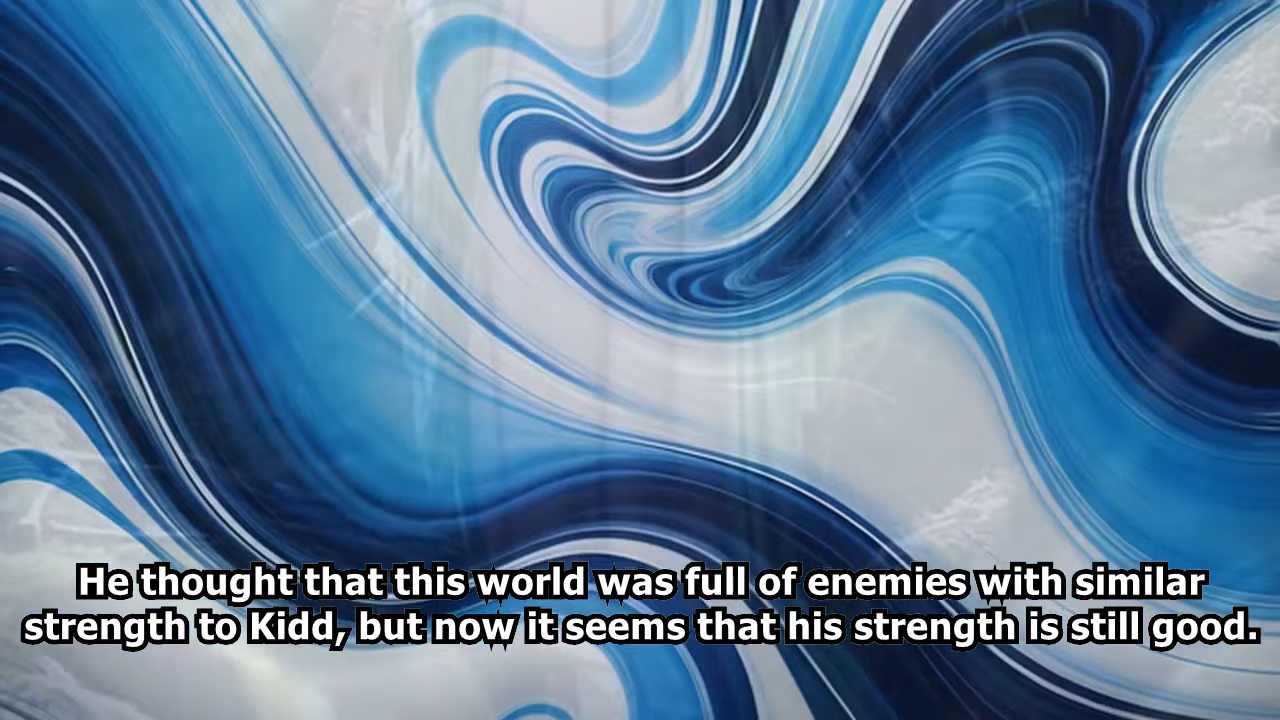 He thought that this world was full of enemies with similar
strength to Kidd, but now it seems that his strength is still good.